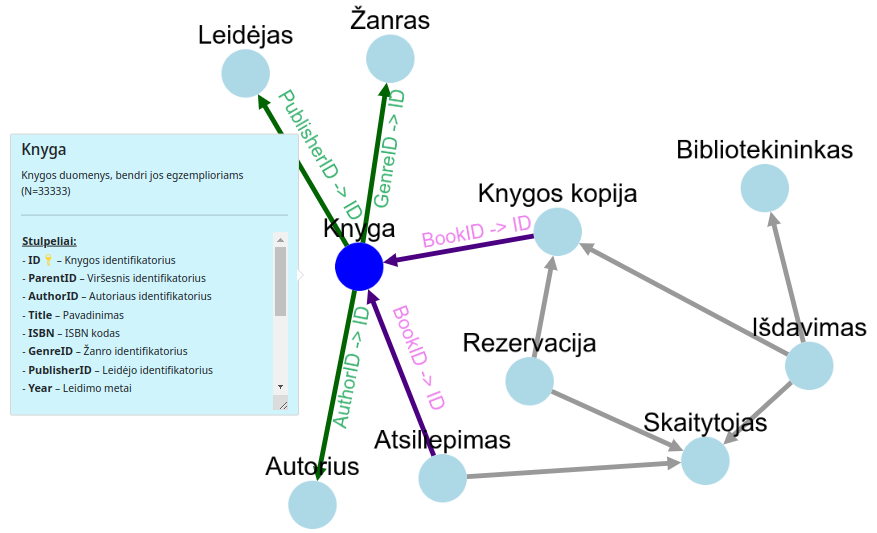 Leidėjas
Žanras
Knyga
Knygos duomenys, bendri jos egzemplioriams
(N=33333)
Stulpeliai:
- ID – Knygos identifikatorius
- ParentID – Viršesnis identifikatorius
- AuthorID – Autoriaus identifikatorius
- Title – Pavadinimas
- ISBN – ISBN kodas
- GenreID – Žanro identifikatorius
- PublisherID – Leidėjo identifikatorius
- Year – Leidimo metai
PublisherID -> ID
GenreID -> ID
Knyga
BookID -> ID
Knygos kopija
Bibliotekininkas
AuthorID -> ID
BookID -> ID
Rezervacija
Išdavimas
Autorius
Atsiliepimas
Skaitytojas